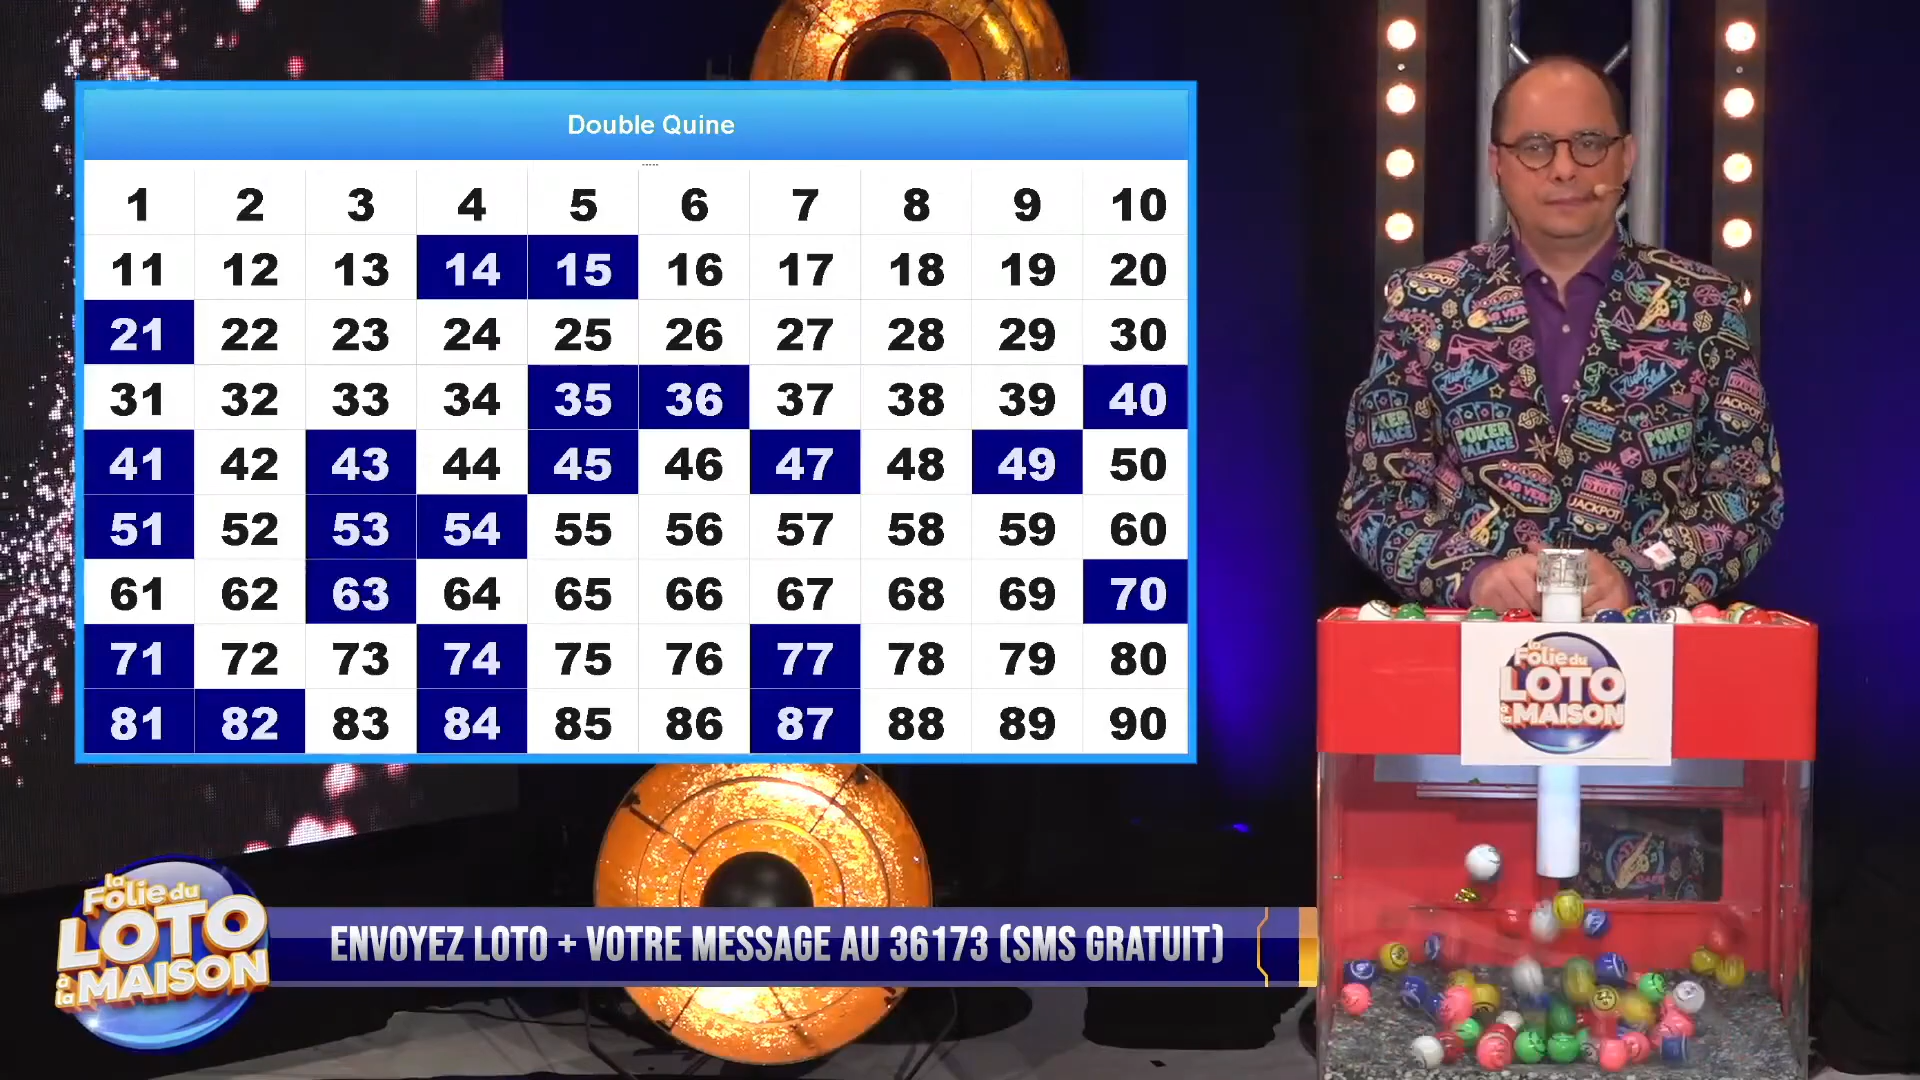 Double Quine
1 2 3 4 5 6 7 8 9 10
11 12 13 14 15 16 17 18 19 20
21 22 23 24 25 26 27 28 29 30
31 32 33 34 35 36 37 38 39 40
41 42 43 44 45 46 47 48 49 50
51 52 53 54 55 56 57 58 59 60
61 62 63 64 65 66 67 68 69 70
71 72 73 74 75 76 77 78 79 80
81 82 83 84 85 86 87 88 89 90
POKER
PALACE
JACKPOT
LAS VEGAS
la
Folie du
LOTO
à la
MAISON
la
Folie du
LOTO
à la
MAISON
ENVOYEZ LOTO + VOTRE MESSAGE AU 36173 (SMS GRATUIT)